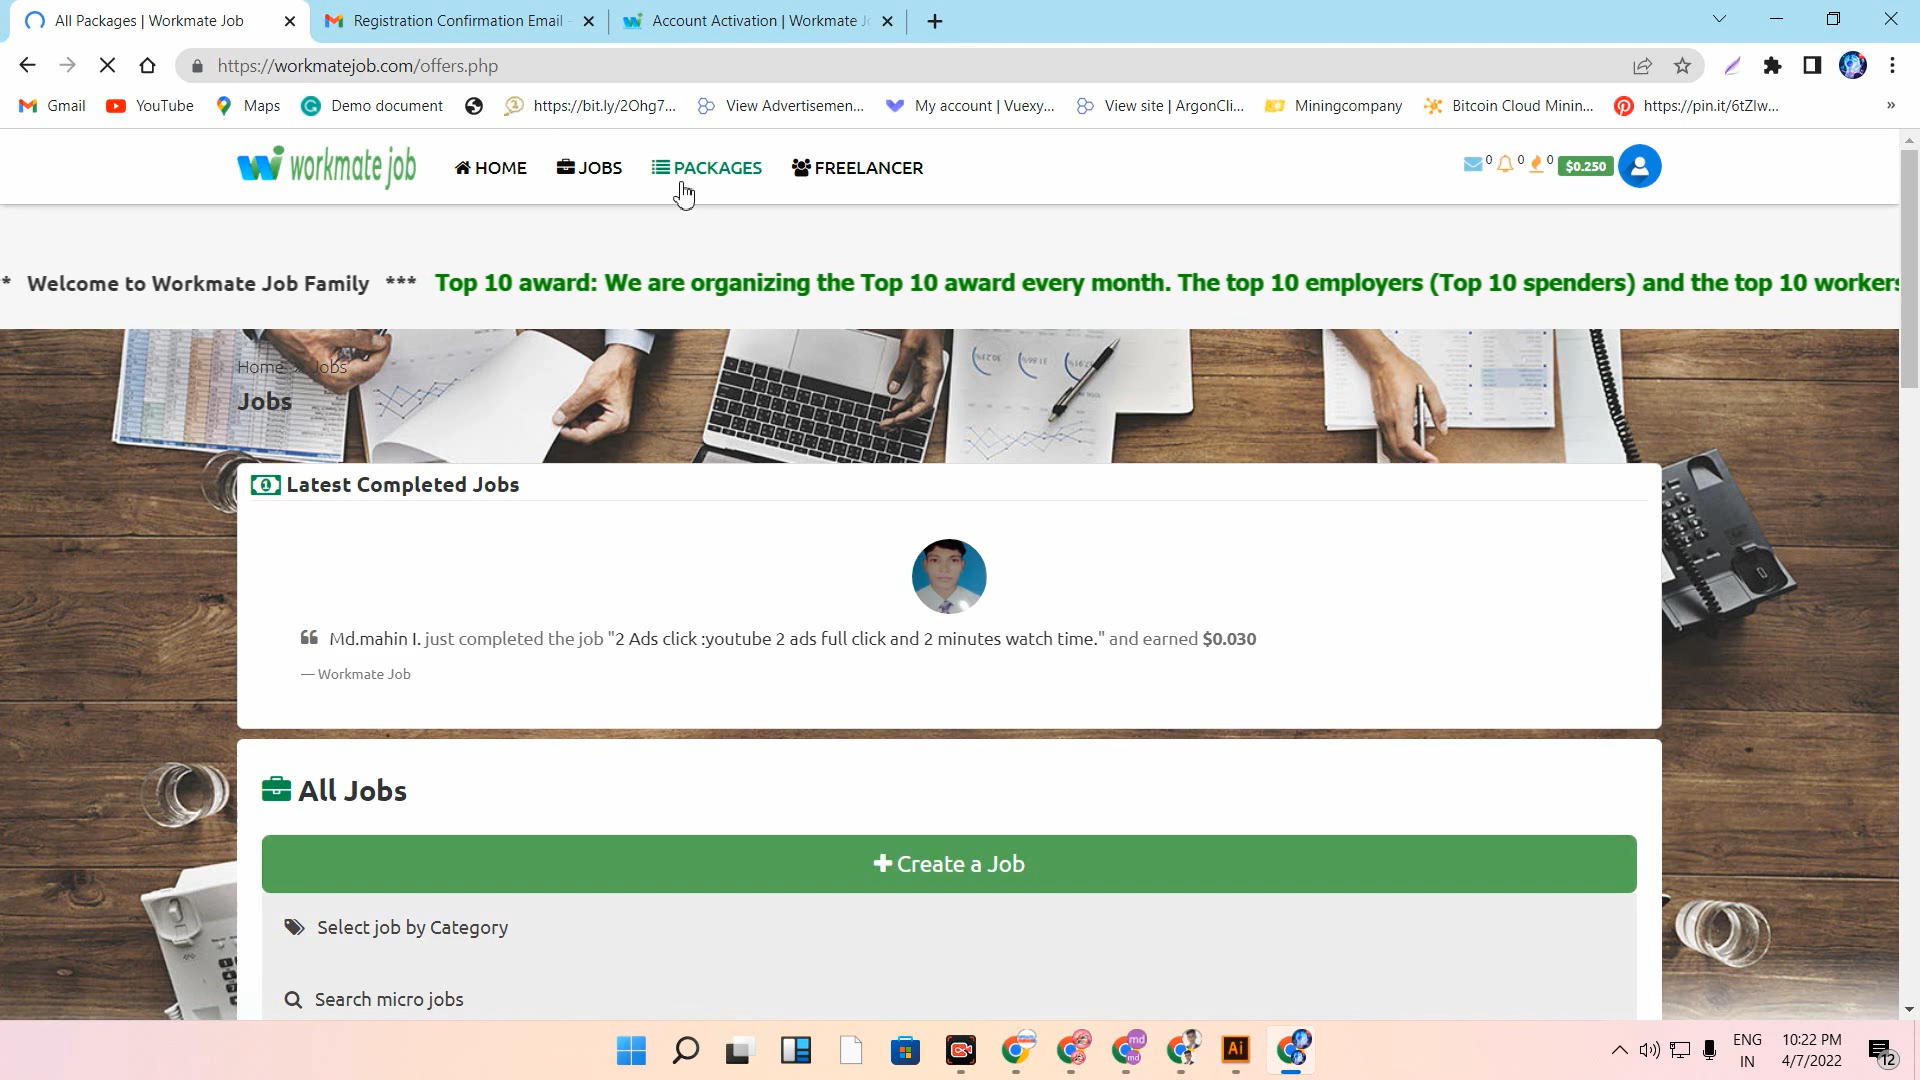 All Packages | Workmate Job
Registration Confirmation Email
Account Activation | Workmate Jo
https://workmatejob.com/offers.php
Gmail YouTube Maps Demo document https://bit.ly/2Ohg7... View Advertisemen... My account | Vuexy... View site | ArgonCli... Miningcompany Bitcoin Cloud Minin... https://pin.it/6tZlw... »
workmate job HOME JOBS PACKAGES FREELANCER 0 0 0 $0.250
* Welcome to Workmate Job Family *** Top 10 award: We are organizing the Top 10 award every month. The top 10 employers (Top 10 spenders) and the top 10 workers
Home » Jobs
Jobs
Latest Completed Jobs
Md.mahin I. just completed the job "2 Ads click :youtube 2 ads full click and 2 minutes watch time." and earned $0.030
— Workmate Job
All Jobs
Create a Job
Select job by Category
Search micro jobs
ENG
IN
10:22 PM
4/7/2022
12